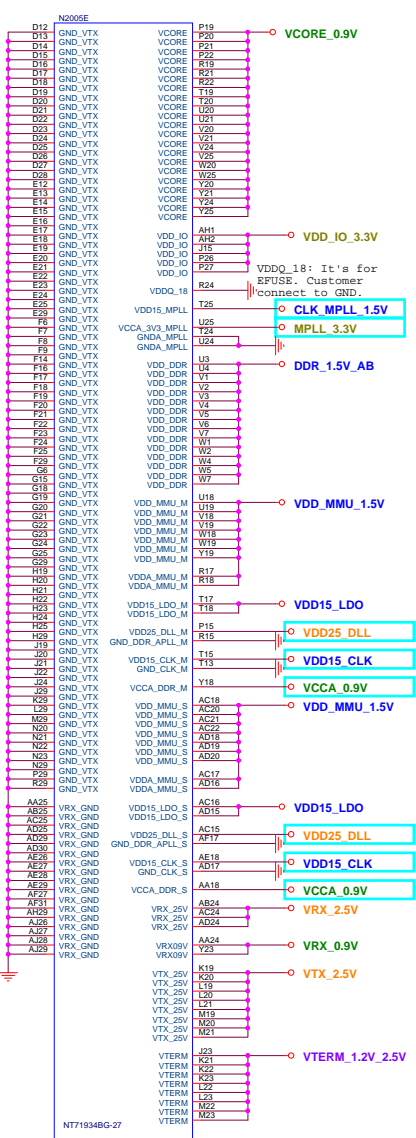 N2005E
D12 GND_VTX
D13 GND_VTX
D14 GND_VTX
D15 GND_VTX
D16 GND_VTX
D17 GND_VTX
D18 GND_VTX
D19 GND_VTX
D20 GND_VTX
D21 GND_VTX
D22 GND_VTX
D23 GND_VTX
D24 GND_VTX
D25 GND_VTX
D26 GND_VTX
D27 GND_VTX
D28 GND_VTX
E12 GND_VTX
E13 GND_VTX
E14 GND_VTX
E15 GND_VTX
E16 GND_VTX
E17 GND_VTX
E18 GND_VTX
E19 GND_VTX
E20 GND_VTX
E21 GND_VTX
E22 GND_VTX
E23 GND_VTX
E24 GND_VTX
E25 GND_VTX
E29 GND_VTX
F6 GND_VTX
F7 GND_VTX
F8 GND_VTX
F9 GND_VTX
F14 GND_VTX
F16 GND_VTX
F17 GND_VTX
F18 GND_VTX
F19 GND_VTX
F20 GND_VTX
F21 GND_VTX
F22 GND_VTX
F23 GND_VTX
F24 GND_VTX
F25 GND_VTX
F29 GND_VTX
G6 GND_VTX
G15 GND_VTX
G18 GND_VTX
G19 GND_VTX
G20 GND_VTX
G21 GND_VTX
G22 GND_VTX
G23 GND_VTX
G24 GND_VTX
G25 GND_VTX
G29 GND_VTX
H19 GND_VTX
H20 GND_VTX
H21 GND_VTX
H22 GND_VTX
H23 GND_VTX
H24 GND_VTX
H25 GND_VTX
H29 GND_VTX
J19 GND_VTX
J20 GND_VTX
J21 GND_VTX
J22 GND_VTX
J24 GND_VTX
J29 GND_VTX
K29 GND_VTX
L29 GND_VTX
M29 GND_VTX
N20 GND_VTX
N21 GND_VTX
N22 GND_VTX
N23 GND_VTX
N29 GND_VTX
P29 GND_VTX
R29 GND_VTX
AA25 VRX_GND
AB25 VRX_GND
AC25 VRX_GND
AD25 VRX_GND
AD29 VRX_GND
AD30 VRX_GND
AE26 VRX_GND
AE27 VRX_GND
AE28 VRX_GND
AE29 VRX_GND
AF27 VRX_GND
AF31 VRX_GND
AH29 VRX_GND
AJ26 VRX_GND
AJ27 VRX_GND
AJ28 VRX_GND
AJ29 VRX_GND
VCORE P19 VCORE_0.9V
VCORE P20
VCORE P21
VCORE P22
VCORE R19
VCORE R21
VCORE R22
VCORE T19
VCORE T20
VCORE U20
VCORE U21
VCORE V20
VCORE V21
VCORE V24
VCORE V25
VCORE W20
VCORE W25
VCORE Y20
VCORE Y21
VCORE Y24
VCORE Y25
VDD_IO AH1 VDD_IO_3.3V
VDD_IO AH2
VDD_IO J15
VDD_IO P26
VDD_IO P27
VDDQ_18: It's for
EFUSE. Customer
connect to GND.
VDDQ_18 R24
VDD15_MPLL T25 CLK_MPLL_1.5V
VCCA_3V3_MPLL U25 MPLL_3.3V
GNDA_MPLL T24
GNDA_MPLL U24
VDD_DDR U3 DDR_1.5V_AB
VDD_DDR U4
VDD_DDR V1
VDD_DDR V2
VDD_DDR V3
VDD_DDR V4
VDD_DDR V5
VDD_DDR V6
VDD_DDR V7
VDD_DDR W1
VDD_DDR W2
VDD_DDR W4
VDD_DDR W5
VDD_DDR W7
VDD_MMU_M U18 VDD_MMU_1.5V
VDD_MMU_M U19
VDD_MMU_M V18
VDD_MMU_M V19
VDD_MMU_M W18
VDD_MMU_M W19
VDD_MMU_M Y19
VDDA_MMU_M R17
VDDA_MMU_M R18
VDD15_LDO_M T17 VDD15_LDO
VDD15_LDO_M T18
VDD25_DLL_M P15 VDD25_DLL
GND_DDR_APLL_M R15
VDD15_CLK_M T15 VDD15_CLK
GND_CLK_M T13
VCCA_DDR_M Y18 VCCA_0.9V
VDD_MMU_S AC18 VDD_MMU_1.5V
VDD_MMU_S AC20
VDD_MMU_S AC21
VDD_MMU_S AC22
VDD_MMU_S AD18
VDD_MMU_S AD19
VDD_MMU_S AD20
VDDA_MMU_S AC17
VDDA_MMU_S AD16
VDD15_LDO_S AC16 VDD15_LDO
VDD15_LDO_S AD15
VDD25_DLL_S AC15 VDD25_DLL
GND_DDR_APLL_S AF17
VDD15_CLK_S AE18 VDD15_CLK
GND_CLK_S AD17
VCCA_DDR_S AA18 VCCA_0.9V
VRX_25V AB24 VRX_2.5V
VRX_25V AC24
VRX_25V AD24
VRX09V AA24 VRX_0.9V
VRX09V Y23
VTX_25V K19 VTX_2.5V
VTX_25V K20
VTX_25V L19
VTX_25V L20
VTX_25V L21
VTX_25V M19
VTX_25V M20
VTX_25V M21
VTERM J23 VTERM_1.2V_2.5V
VTERM K21
VTERM K22
VTERM K23
VTERM L22
VTERM L23
VTERM M22
VTERM M23
NT71934BG-27